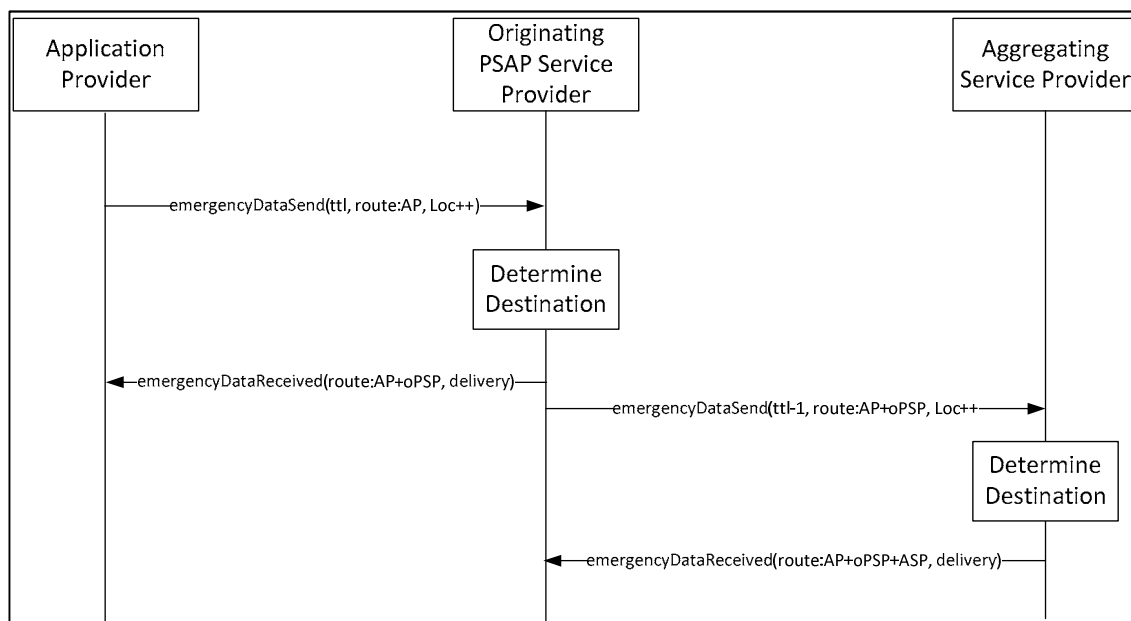 Application
Provider
Originating
PSAP Service
Provider
Aggregating
Service Provider
emergencyDataSend(ttl, route:AP, Loc++)
Determine
Destination
emergencyDataReceived(route:AP+oPSP, delivery)
emergencyDataSend(ttl-1, route:AP+oPSP, Loc++
Determine
Destination
emergencyDataReceived(route:AP+oPSP+ASP, delivery)